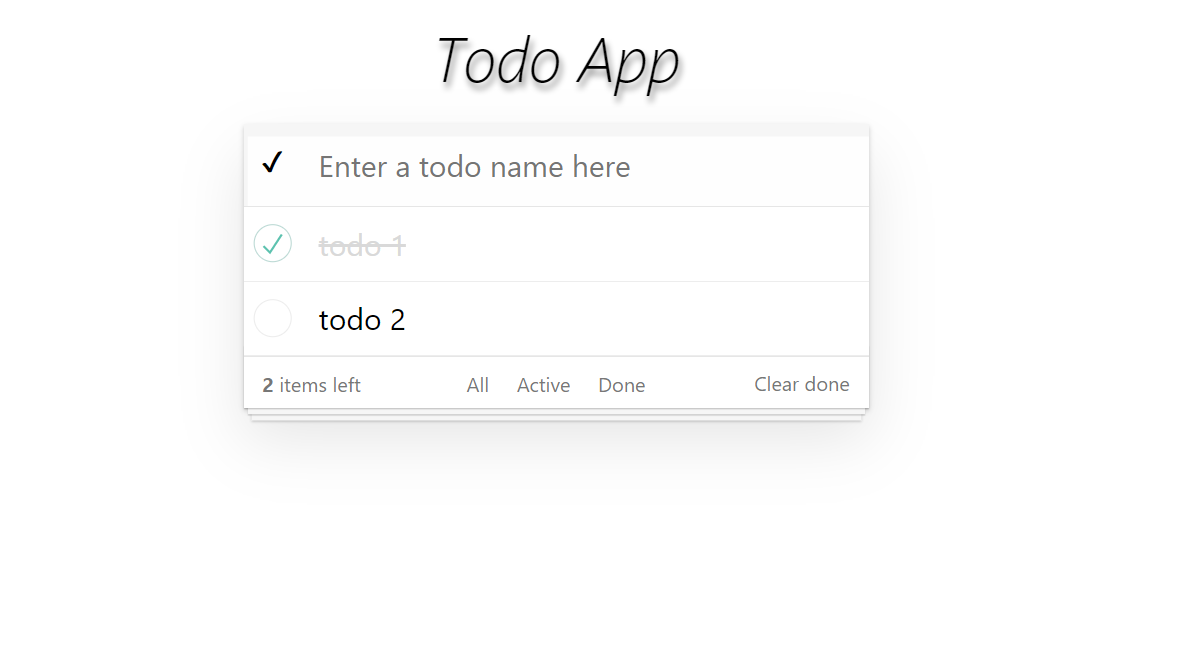 Todo App
Enter a todo name here
todo 1
todo 2
2 items left All Active Done Clear done